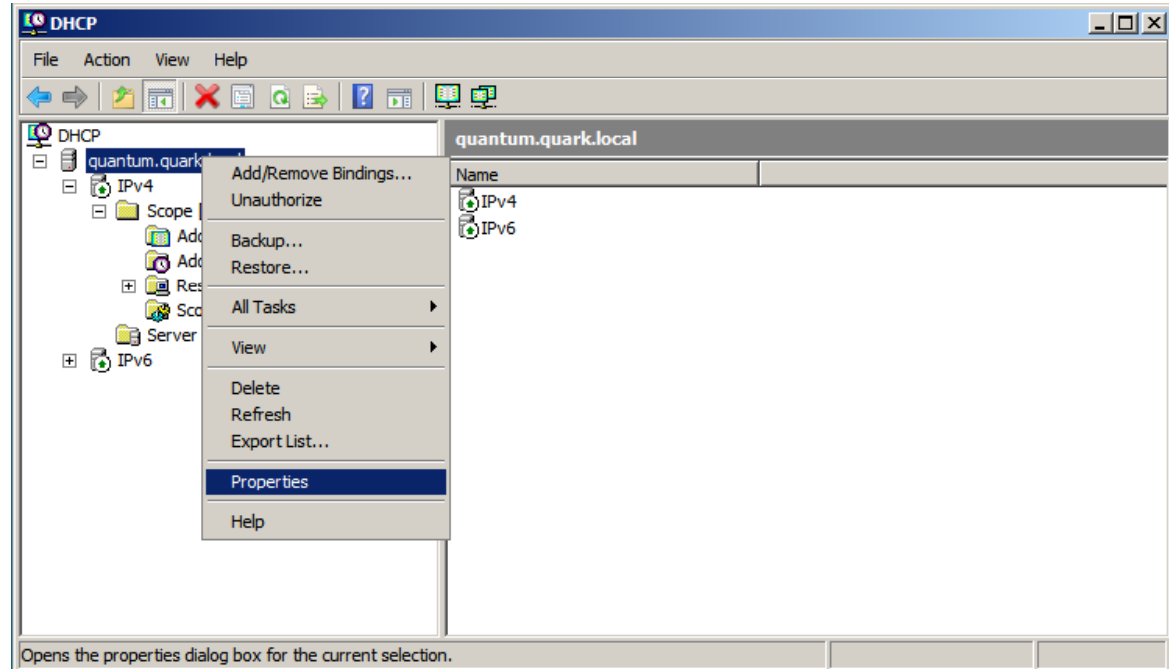 DHCP
File Action View Help
DHCP
quantum.quark
IPv4
Scope [
Add
Add
Res
Sco
Server
IPv6
Add/Remove Bindings...
Unauthorize
Backup...
Restore...
All Tasks
View
Delete
Refresh
Export List...
Properties
Help
quantum.quark.local
Name
IPv4
IPv6
Opens the properties dialog box for the current selection.